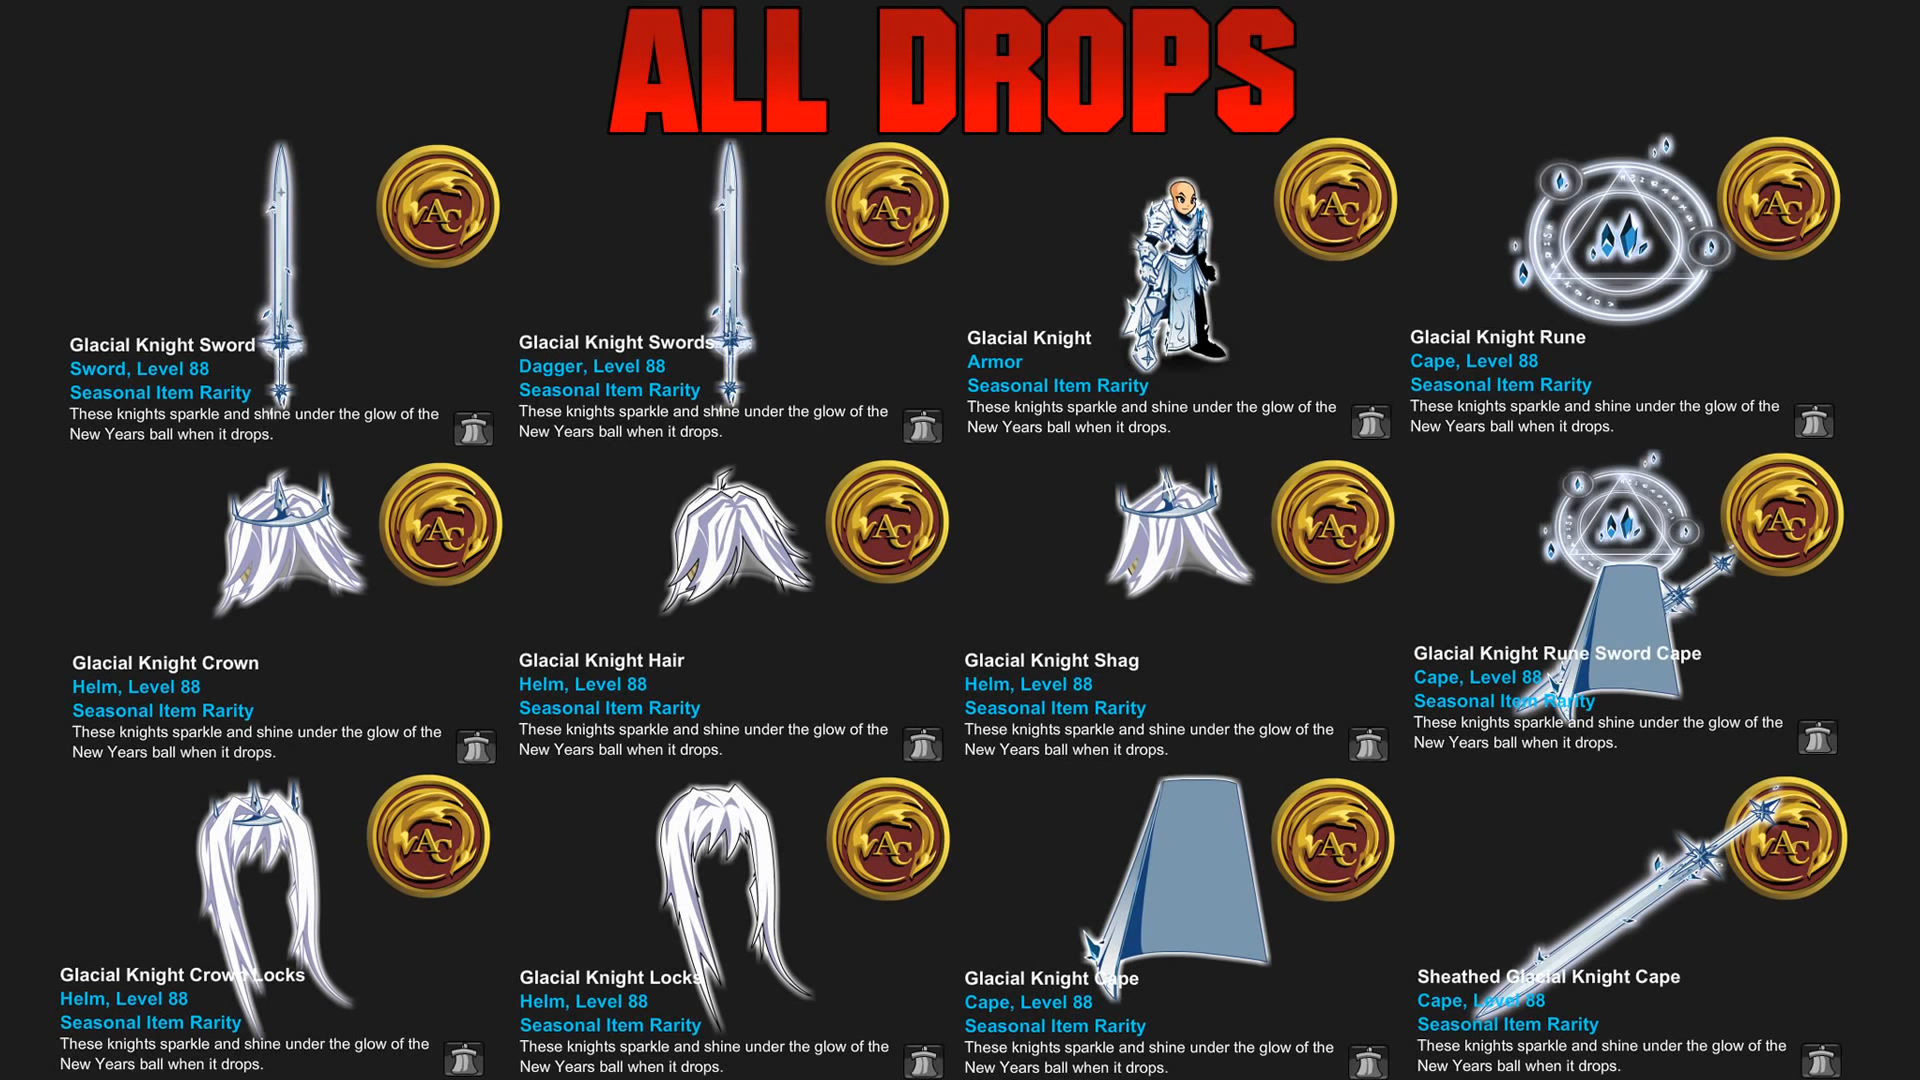 ALL DROPS
AC
Glacial Knight Sword
Sword, Level 88
Seasonal Item Rarity
These knights sparkle and shine under the glow of the
New Years ball when it drops.
AC
Glacial Knight Swords
Dagger, Level 88
Seasonal Item Rarity
These knights sparkle and shine under the glow of the
New Years ball when it drops.
AC
Glacial Knight
Armor
Seasonal Item Rarity
These knights sparkle and shine under the glow of the
New Years ball when it drops.
AC
Glacial Knight Rune
Cape, Level 88
Seasonal Item Rarity
These knights sparkle and shine under the glow of the
New Years ball when it drops.
AC
Glacial Knight Crown
Helm, Level 88
Seasonal Item Rarity
These knights sparkle and shine under the glow of the
New Years ball when it drops.
AC
Glacial Knight Hair
Helm, Level 88
Seasonal Item Rarity
These knights sparkle and shine under the glow of the
New Years ball when it drops.
AC
Glacial Knight Shag
Helm, Level 88
Seasonal Item Rarity
These knights sparkle and shine under the glow of the
New Years ball when it drops.
AC
Glacial Knight Rune Sword Cape
Cape, Level 88
Seasonal Item Rarity
These knights sparkle and shine under the glow of the
New Years ball when it drops.
AC
Glacial Knight Crown Locks
Helm, Level 88
Seasonal Item Rarity
These knights sparkle and shine under the glow of the
New Years ball when it drops.
AC
Glacial Knight Locks
Helm, Level 88
Seasonal Item Rarity
These knights sparkle and shine under the glow of the
New Years ball when it drops.
AC
Glacial Knight Cape
Cape, Level 88
Seasonal Item Rarity
These knights sparkle and shine under the glow of the
New Years ball when it drops.
AC
Sheathed Glacial Knight Cape
Cape, Level 88
Seasonal Item Rarity
These knights sparkle and shine under the glow of the
New Years ball when it drops.